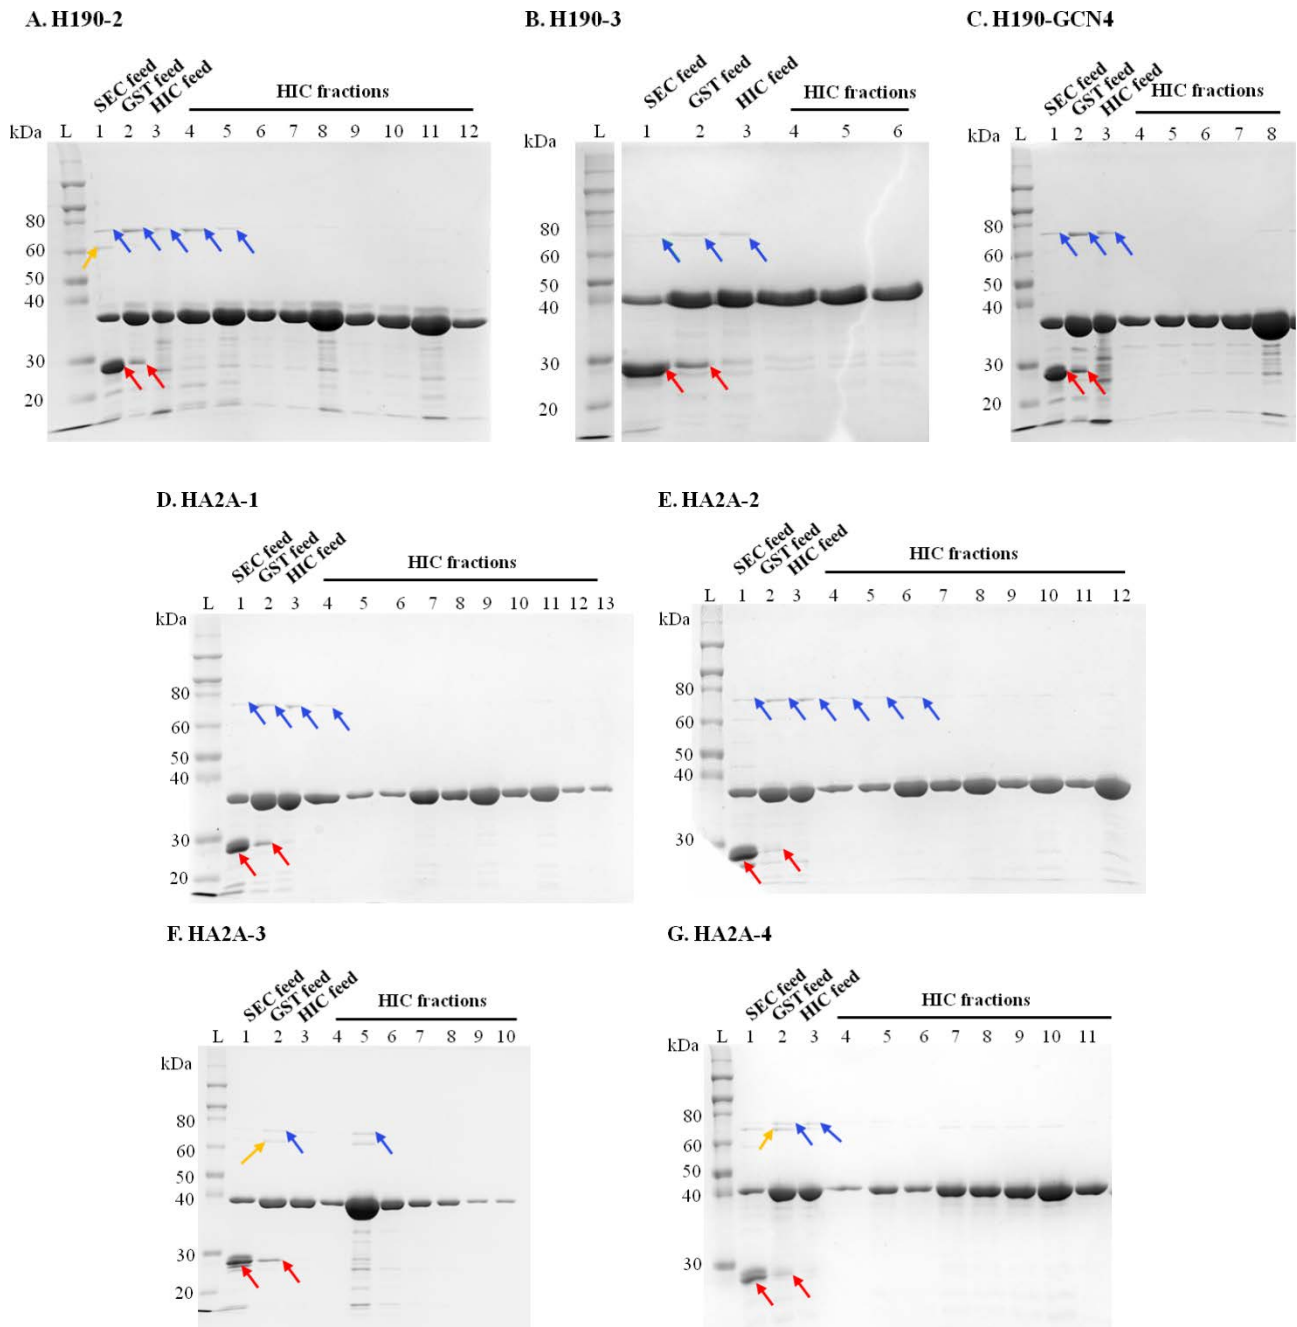 A. H190-2
SEC feed
GST feed
HIC feed
HIC fractions
kDa
L 1 2 3 4 5 6 7 8 9 10 11 12
80
60
50
40
30
20
B. H190-3
SEC feed
GST feed
HIC feed
HIC fractions
kDa
L 1 2 3 4 5 6
80
60
50
40
30
20
C. H190-GCN4
SEC feed
GST feed
HIC feed
HIC fractions
kDa
L 1 2 3 4 5 6 7 8
80
60
50
40
30
20
D. HA2A-1
SEC feed
GST feed
HIC feed
HIC fractions
L 1 2 3 4 5 6 7 8 9 10 11 12 13
kDa
80
60
50
40
30
20
E. HA2A-2
SEC feed
GST feed
HIC feed
HIC fractions
L 1 2 3 4 5 6 7 8 9 10 11 12
kDa
80
60
50
40
30
F. HA2A-3
SEC feed
GST feed
HIC feed
HIC fractions
L 1 2 3 4 5 6 7 8 9 10
kDa
80
60
50
40
30
20
G. HA2A-4
SEC feed
GST feed
HIC feed
HIC fractions
L 1 2 3 4 5 6 7 8 9 10 11
kDa
80
60
50
40
30